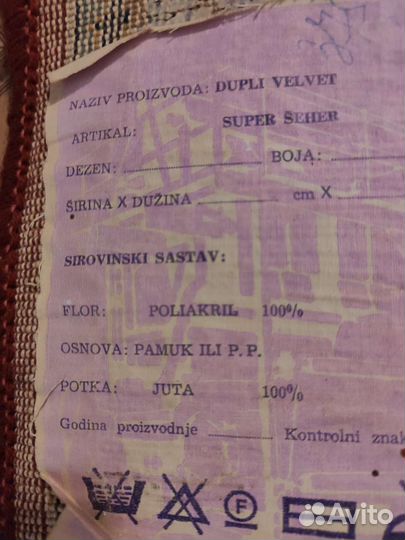 NAZIV PROIZVODA: DUPLI VELVET
ARTIKAL: SUPER ŠEHER
DEZEN: BOJA:
ŠIRINA X DUŽINA cm X
SIROVINSKI SASTAV:
FLOR: POLIAKRIL 100%
OSNOVA: PAMUK ILI P.P.
POTKA: JUTA 100%
Godina proizvodnje Kontrolni znak
F
Avito